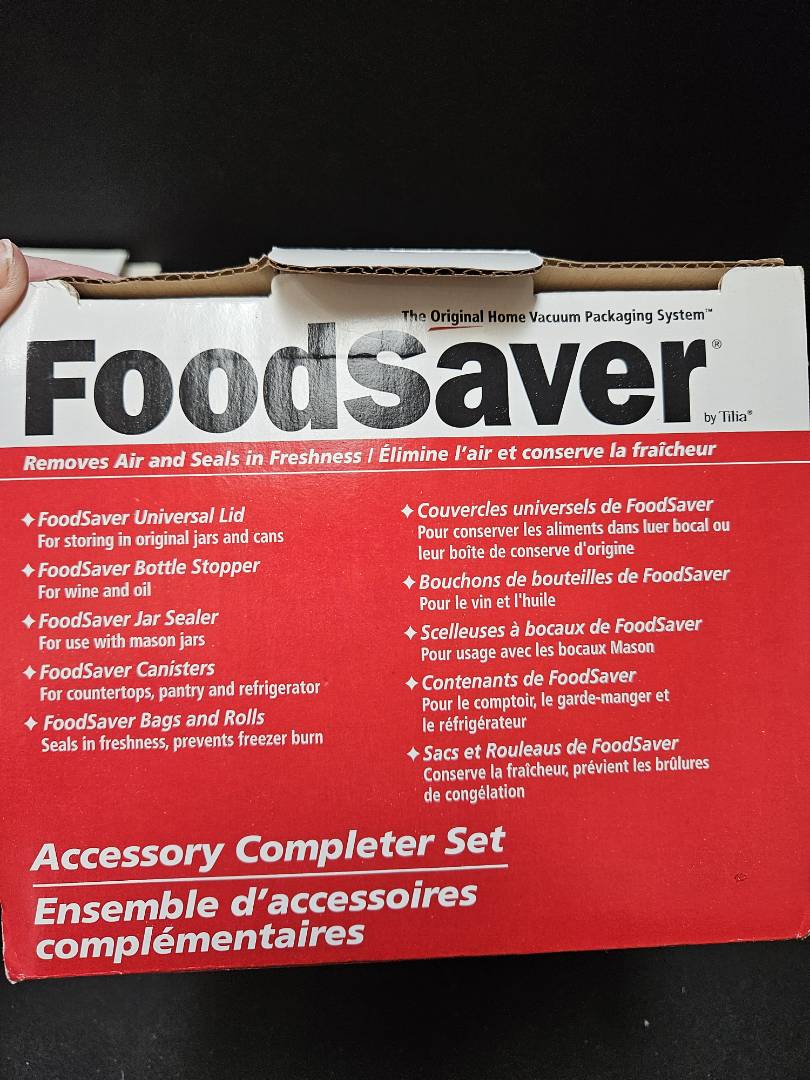 The Original Home Vacuum Packaging System™
FoodSaver®
by Tilia®
Removes Air and Seals in Freshness / Élimine l'air et conserve la fraîcheur
✦ FoodSaver Universal Lid
For storing in original jars and cans
✦ FoodSaver Bottle Stopper
For wine and oil
✦ FoodSaver Jar Sealer
For use with mason jars
✦ FoodSaver Canisters
For countertops, pantry and refrigerator
✦ FoodSaver Bags and Rolls
Seals in freshness, prevents freezer burn
✦ Couvercles universels de FoodSaver
Pour conserver les aliments dans luer bocal ou
leur boîte de conserve d'origine
✦ Bouchons de bouteilles de FoodSaver
Pour le vin et l'huile
✦ Scelleuses à bocaux de FoodSaver
Pour usage avec les bocaux Mason
✦ Contenants de FoodSaver
Pour le comptoir, le garde-manger et
le réfrigérateur
✦ Sacs et Rouleaus de FoodSaver
Conserve la fraîcheur, prévient les brûlures
de congélation
Accessory Completer Set
Ensemble d'accessoires
complémentaires